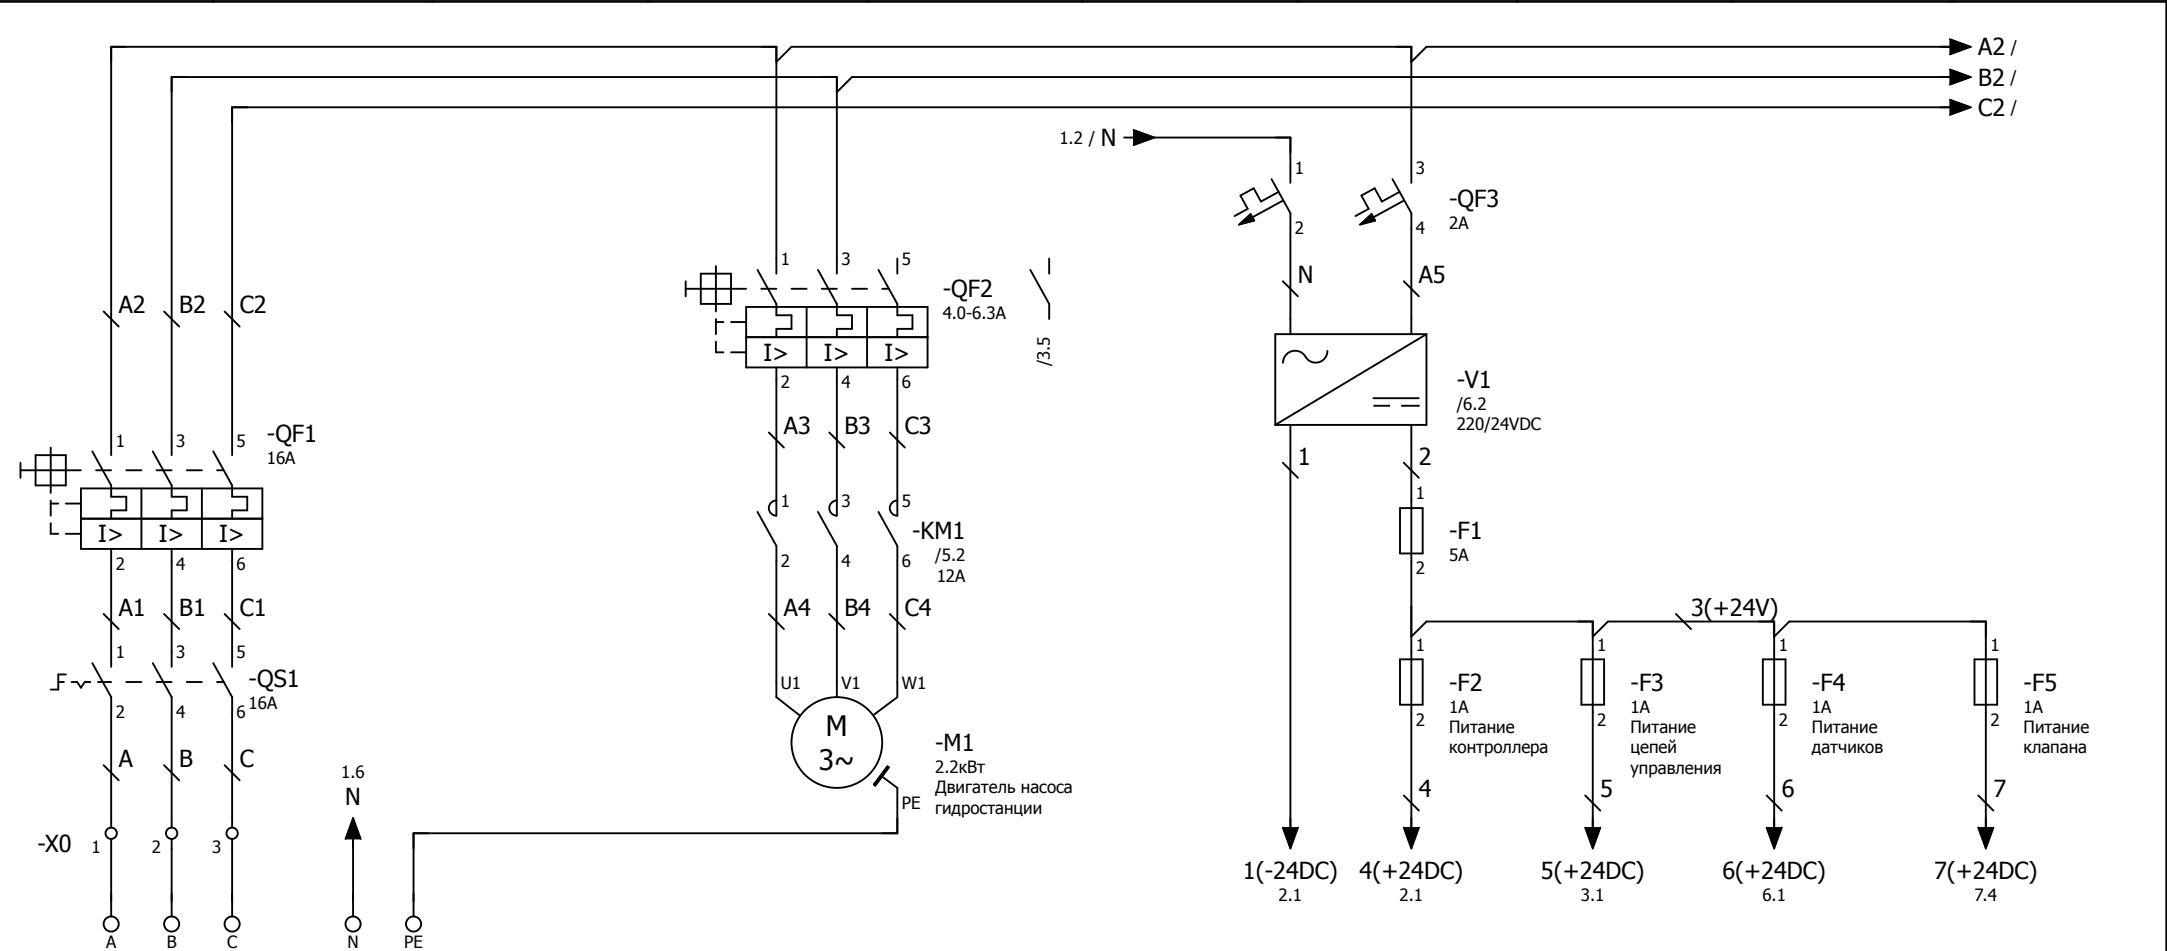 A2 /
B2 /
C2 /
1.2 / N
1
3
-QF3
2A
2
4
N
A5
1
3
5
-QF2
4.0-6.3A
/3.5
I>
I>
I>
2
4
6
A2
B2
C2
-V1
/6.2
220/24VDC
A3
B3
C3
1
3
5
-QF1
16A
I>
I>
I>
2
4
6
1
2
1
-F1
5A
2
1
3
5
-KM1
/5.2
12A
2
4
6
A1
B1
C1
A4
B4
C4
3(+24V)
1
3
5
-QS1
16A
2
4
6
U1
V1
W1
M
3~
-M1
2.2кВт
Двигатель насоса
гидростанции
PE
1
-F2
1A
2
Питание
контроллера
1
-F3
1A
2
Питание
цепей
управления
1
-F4
1A
2
Питание
датчиков
1
-F5
1A
2
Питание
клапана
A
B
C
1.6
N
4
5
6
7
-X0
1
2
3
1(-24DC)
2.1
4(+24DC)
2.1
5(+24DC)
3.1
6(+24DC)
6.1
7(+24DC)
7.4
A
B
C
N
PE